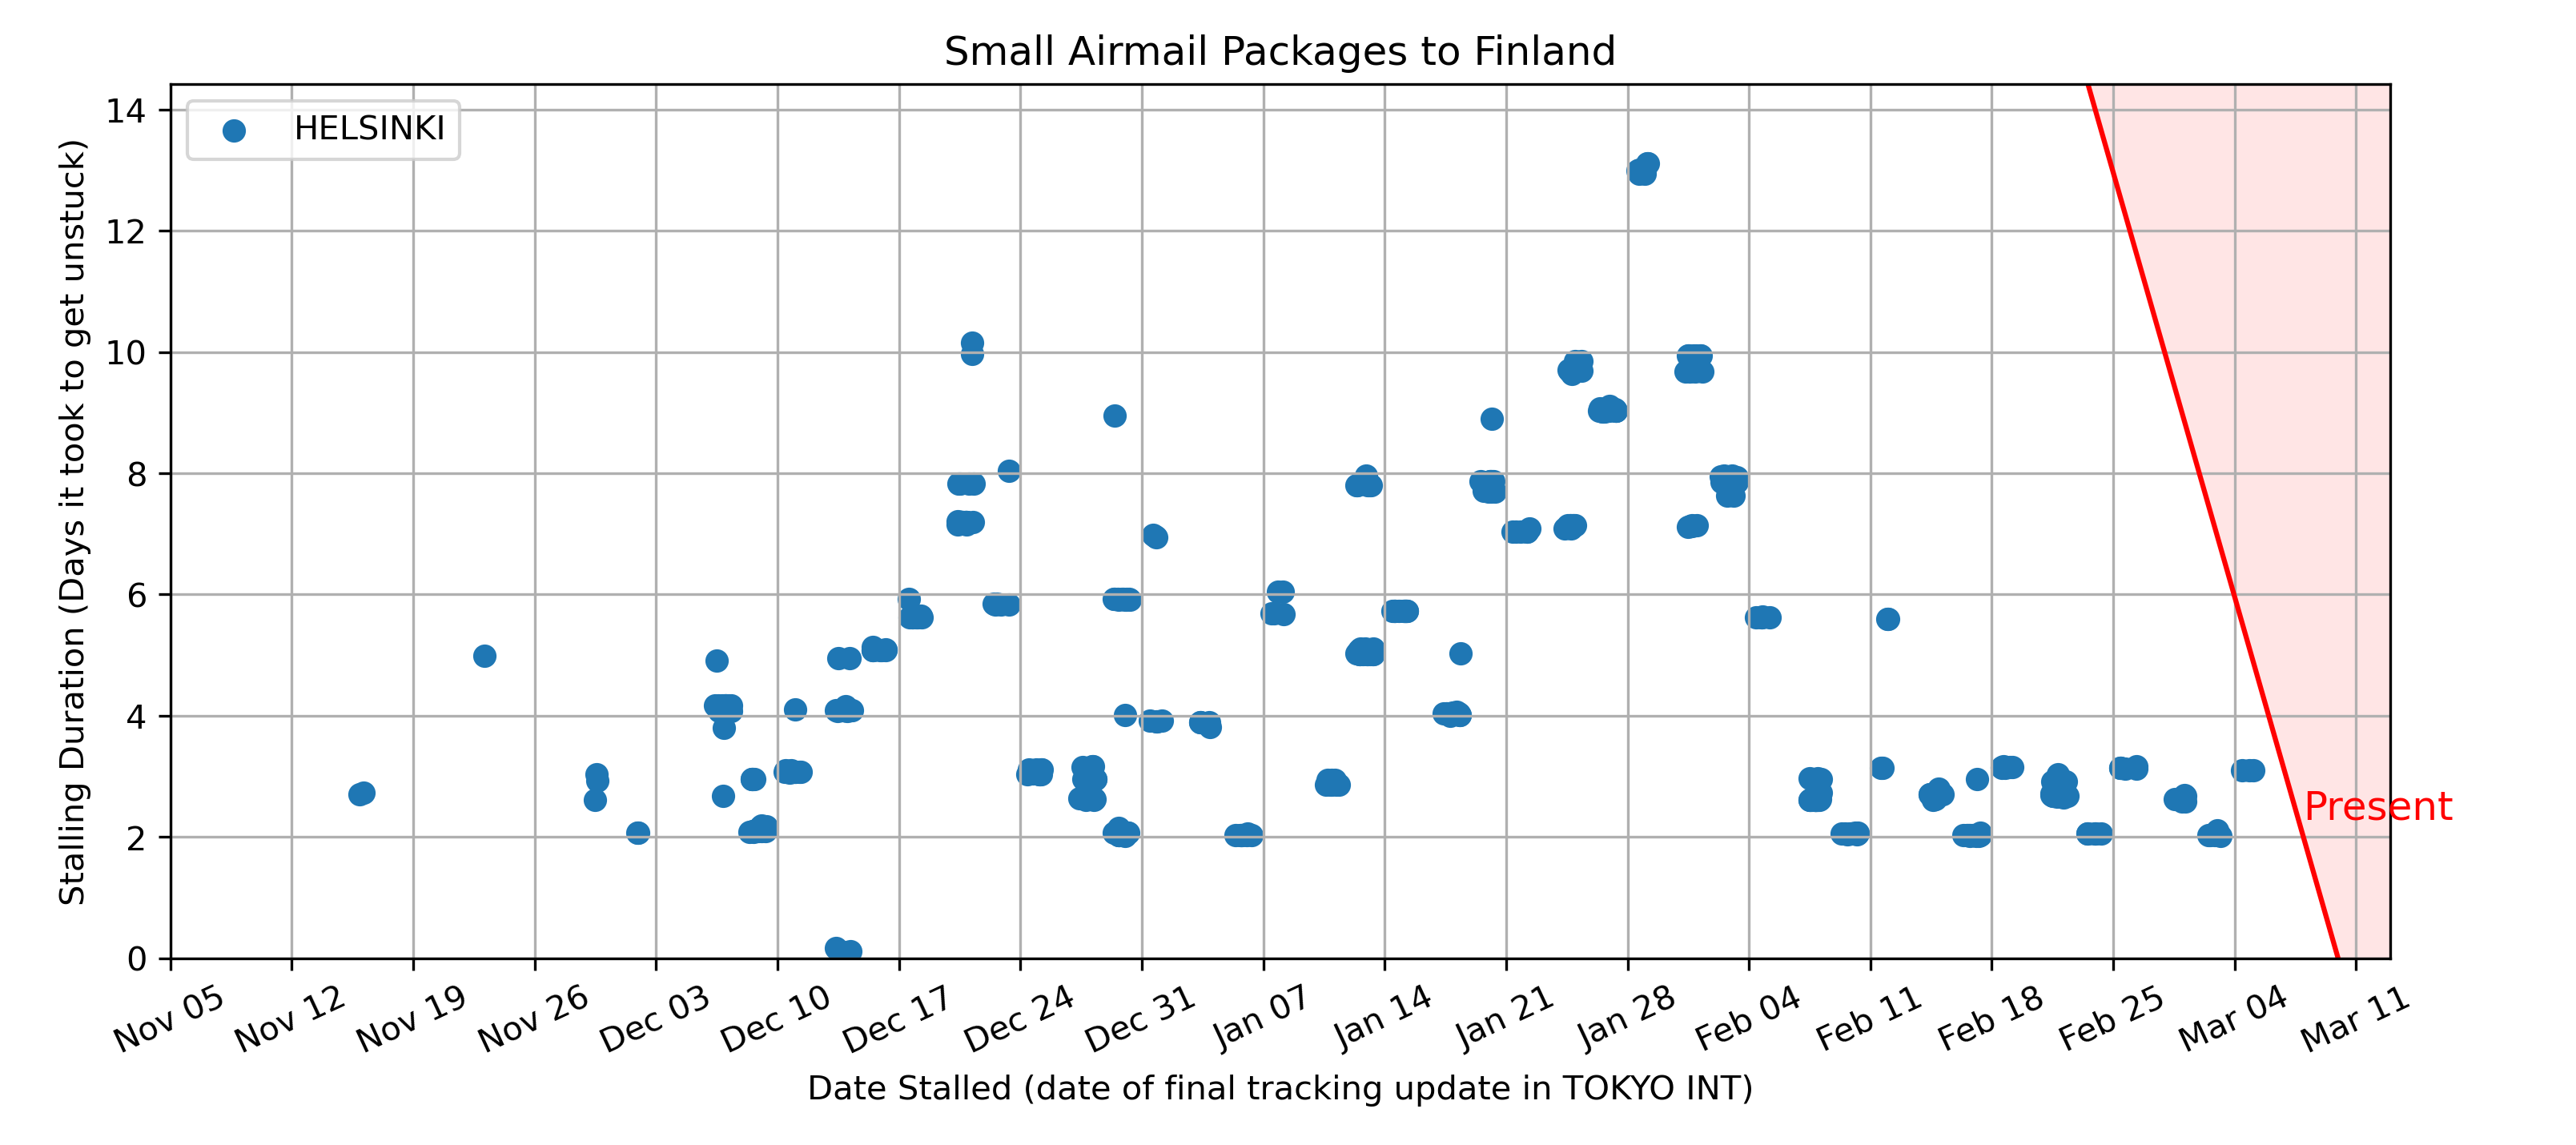 Small Airmail Packages to Finland
HELSINKI
Stalling Duration (Days it took to get unstuck)
14
12
10
8
6
4
2
0
Present
Nov 05
Nov 12
Nov 19
Nov 26
Dec 03
Dec 10
Dec 17
Dec 24
Dec 31
Jan 07
Jan 14
Jan 21
Jan 28
Feb 04
Feb 11
Feb 18
Feb 25
Mar 04
Mar 11
Date Stalled (date of final tracking update in TOKYO INT)